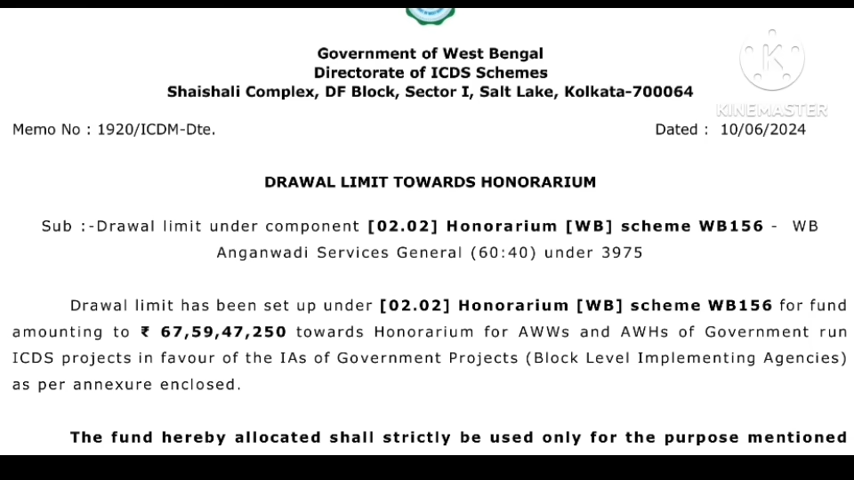 Government of West Bengal
Directorate of ICDS Schemes
Shaishali Complex, DF Block, Sector I, Salt Lake, Kolkata-700064
KINEMASTER
Memo No : 1920/ICDM-Dte.
Dated : 10/06/2024
DRAWAL LIMIT TOWARDS HONORARIUM
Sub :-Drawal limit under component [02.02] Honorarium [WB] scheme WB156 - WB
Anganwadi Services General (60:40) under 3975
Drawal limit has been set up under [02.02] Honorarium [WB] scheme WB156 for fund
amounting to ₹ 67,59,47,250 towards Honorarium for AWWs and AWHs of Government run
ICDS projects in favour of the IAs of Government Projects (Block Level Implementing Agencies)
as per annexure enclosed.
The fund hereby allocated shall strictly be used only for the purpose mentioned